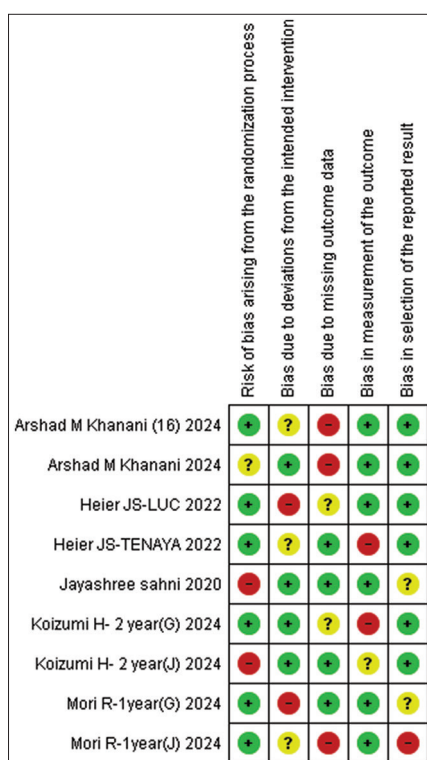 Risk of bias arising from the randomization process
Bias due to deviations from the intended intervention
Bias due to missing outcome data
Bias in measurement of the outcome
Bias in selection of the reported result
Arshad M Khanani (16) 2024 + ? - + +
Arshad M Khanani 2024 ? + - + +
Heier JS-LUC 2022 + - ? + +
Heier JS-TENAYA 2022 + ? + - +
Jayashree sahni 2020 - + + + ?
Koizumi H- 2 year(G) 2024 + + ? - +
Koizumi H- 2 year(J) 2024 - + + ? +
Mori R-1year(G) 2024 + - + + ?
Mori R-1year(J) 2024 + ? - + -